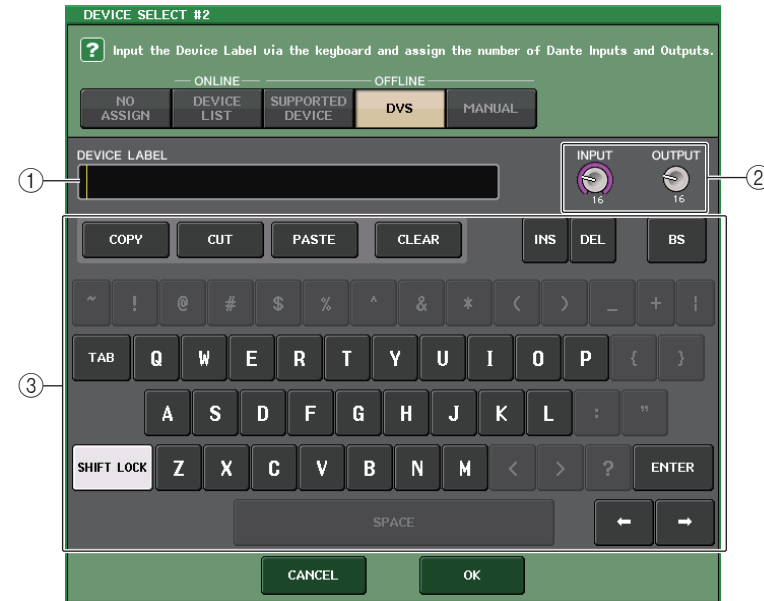 DEVICE SELECT #2
? Input the Device Label via the keyboard and assign the number of Dante Inputs and Outputs.
ONLINE OFFLINE
NO ASSIGN DEVICE LIST SUPPORTED DEVICE DVS MANUAL
DEVICE LABEL INPUT OUTPUT
① ②
16 16
COPY CUT PASTE CLEAR INS DEL BS
~ ! @ # $ % ^ & * ( ) _ + ¦
TAB Q W E R T Y U I O P { }
③
A S D F G H J K L : "
SHIFT LOCK Z X C V B N M < > ? ENTER
SPACE ← →
CANCEL OK